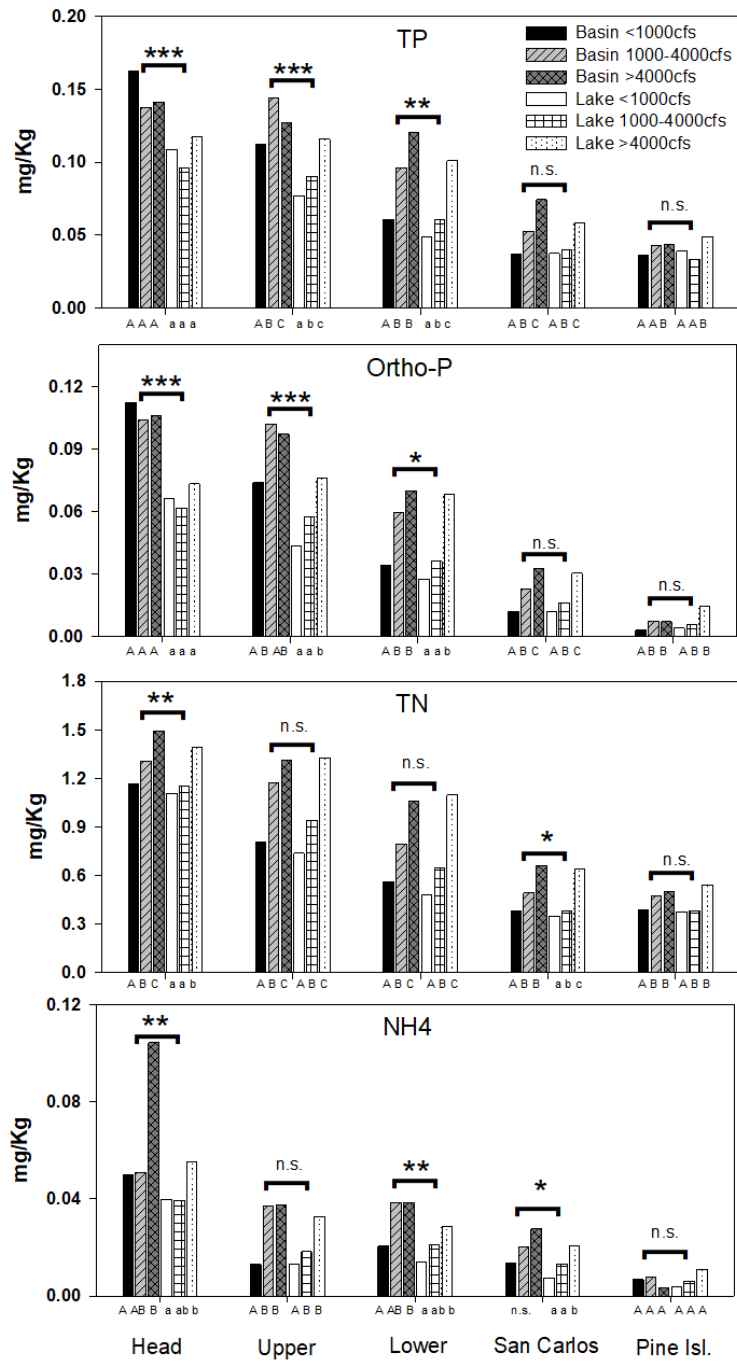 TP
Basin <1000cfs
Basin 1000-4000cfs
Basin >4000cfs
Lake <1000cfs
Lake 1000-4000cfs
Lake >4000cfs
mg/Kg
0.20
0.15
0.10
0.05
0.00
*** *** ** n.s. n.s.
A A A a a a A B C a b c A B B a b c A B C A B C A A B A A B
Ortho-P
mg/Kg
0.12
0.09
0.06
0.03
0.00
*** *** * n.s. n.s.
A A A a a a A B AB a a b A B B a a b A B C A B C A B B A B B
TN
mg/Kg
1.8
1.5
1.2
0.9
0.6
0.3
0.0
** n.s. n.s. * n.s.
A B C a a b A B C A B C A B C A B C A B B a b c A B B A B B
NH4
mg/Kg
0.12
0.08
0.04
0.00
** n.s. ** * n.s.
A AB B a ab b A B B A B B A AB B a ab b n.s. a a b A A A A A A
Head Upper Lower San Carlos Pine Isl.